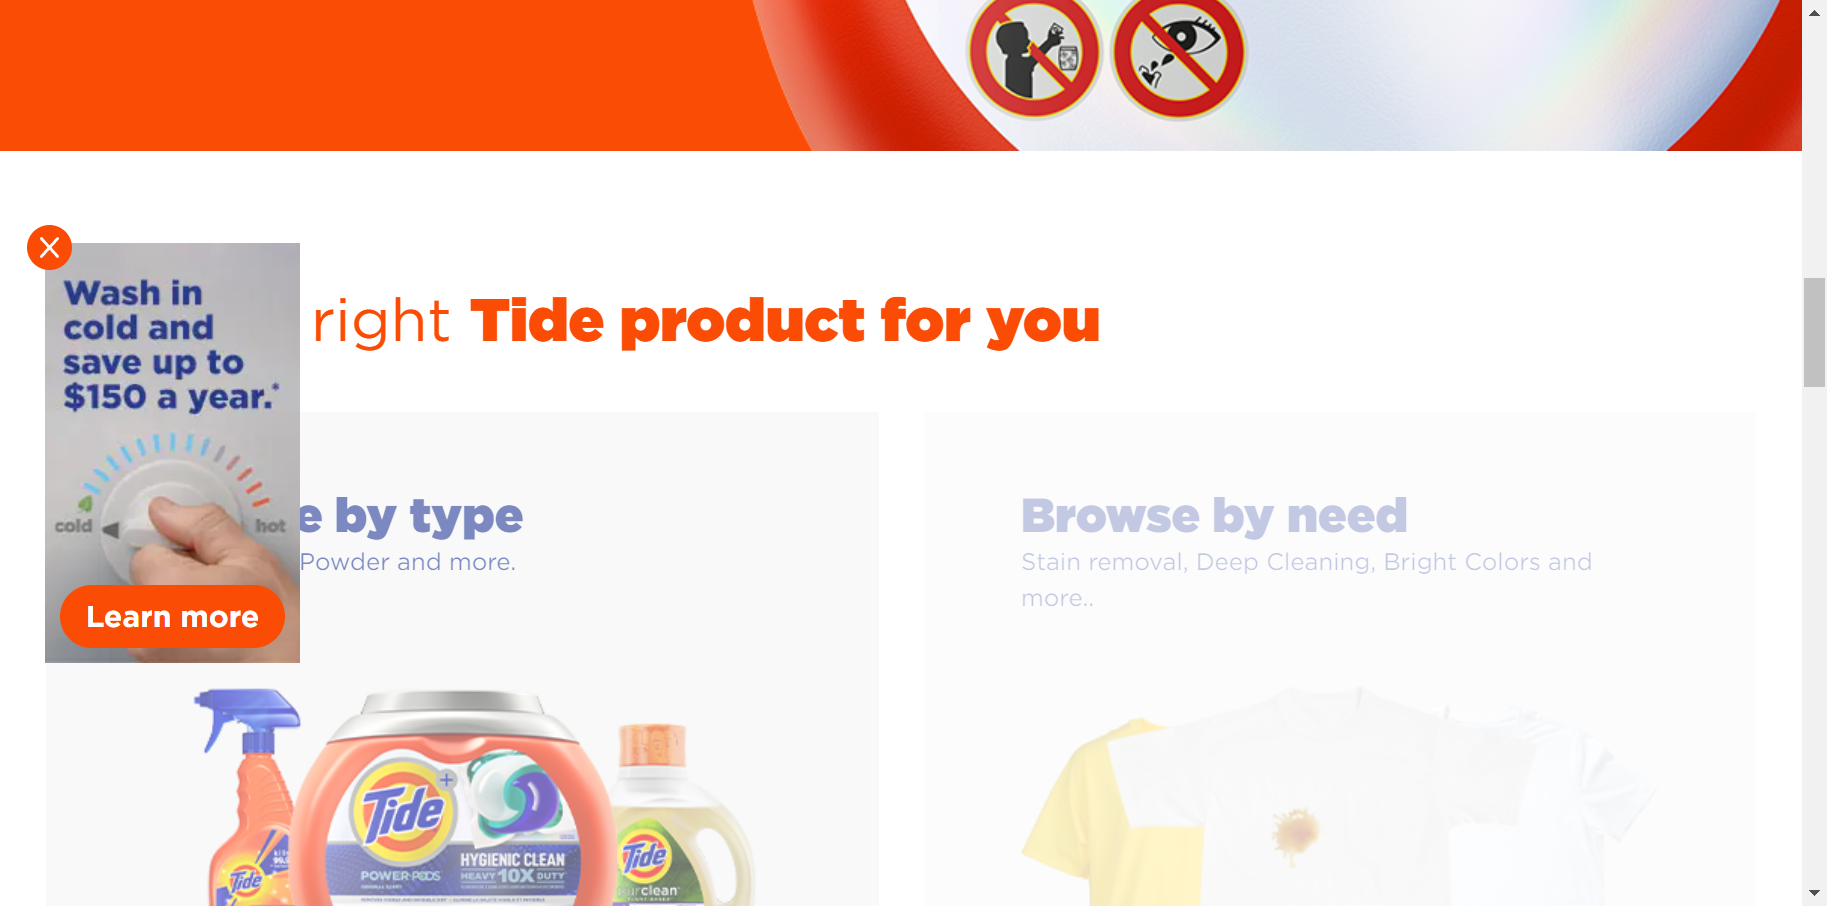 right Tide product for you
Wash in
cold and
save up to
$150 a year.*
cold
hot
Learn more
e by type
Powder and more.
Browse by need
Stain removal, Deep Cleaning, Bright Colors and
more..
Tide
HYGIENIC CLEAN
HEAVY 10X DUTY
POWER PODS
Tide
Tide
purclean